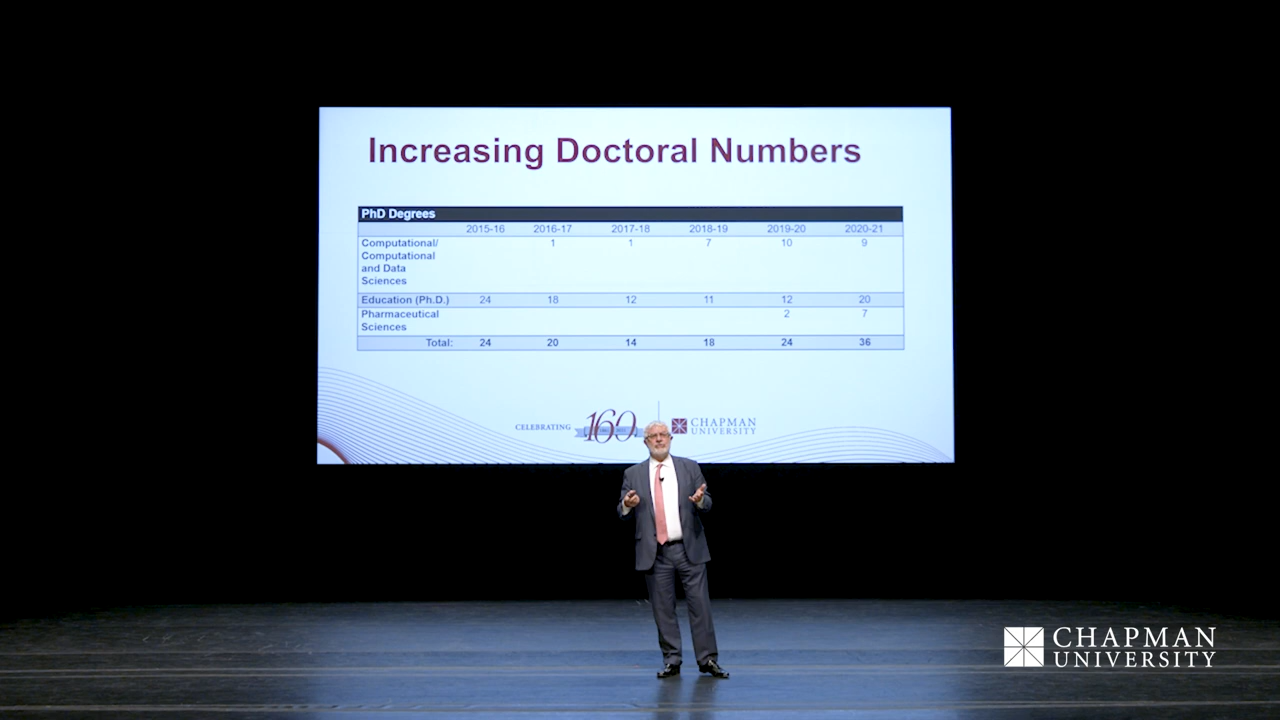 Increasing Doctoral Numbers
PhD Degrees
2015-16 2016-17 2017-18 2018-19 2019-20 2020-21
Computational/ 1 1 7 10 9
Computational
and Data
Sciences
Education (Ph.D.) 24 18 12 11 12 20
Pharmaceutical 2 7
Sciences
Total: 24 20 14 18 24 36
CELEBRATING 160 CHAPMAN
UNIVERSITY
CHAPMAN
UNIVERSITY